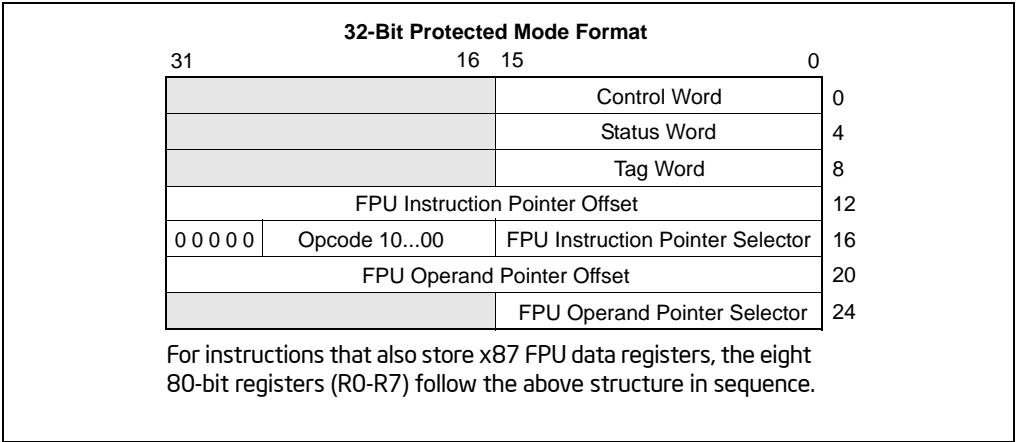 32-Bit Protected Mode Format
31 16 15 0
Control Word 0
Status Word 4
Tag Word 8
FPU Instruction Pointer Offset 12
0 0 0 0 0 Opcode 10...00 FPU Instruction Pointer Selector 16
FPU Operand Pointer Offset 20
FPU Operand Pointer Selector 24
For instructions that also store x87 FPU data registers, the eight
80-bit registers (R0-R7) follow the above structure in sequence.